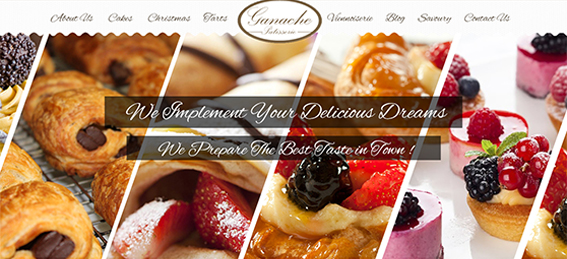 About Us Cakes Christmas Tarts Ganache Viennoiserie Blog Savoury Contact Us
Patisserie
We Implement Your Delicious Dreams
We Prepare The Best Taste in Town !